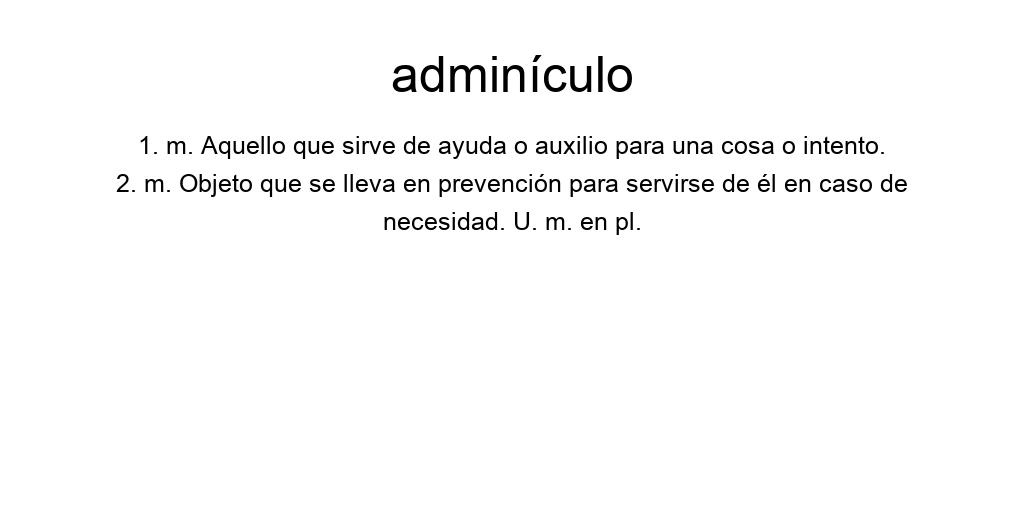 adminículo
1. m. Aquello que sirve de ayuda o auxilio para una cosa o intento.
2. m. Objeto que se lleva en prevención para servirse de él en caso de
necesidad. U. m. en pl.